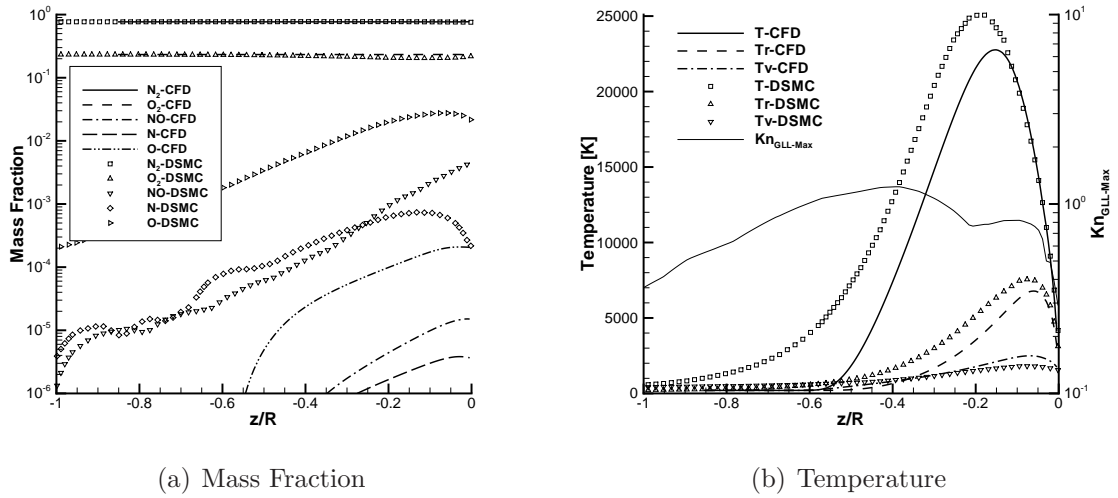 10⁰
10⁻¹
10⁻²
10⁻³
10⁻⁴
10⁻⁵
10⁻⁶
Mass Fraction
N₂-CFD
O₂-CFD
NO-CFD
N-CFD
O-CFD
N₂-DSMC
O₂-DSMC
NO-DSMC
N-DSMC
O-DSMC
-1 -0.8 -0.6 -0.4 -0.2 0
z/R
(a) Mass Fraction
25000
20000
15000
10000
5000
0
Temperature [K]
T-CFD
Tr-CFD
Tv-CFD
T-DSMC
Tr-DSMC
Tv-DSMC
Kn_GLL-Max
10¹
10⁰
10⁻¹
Kn_GLL-Max
-1 -0.8 -0.6 -0.4 -0.2 0
z/R
(b) Temperature